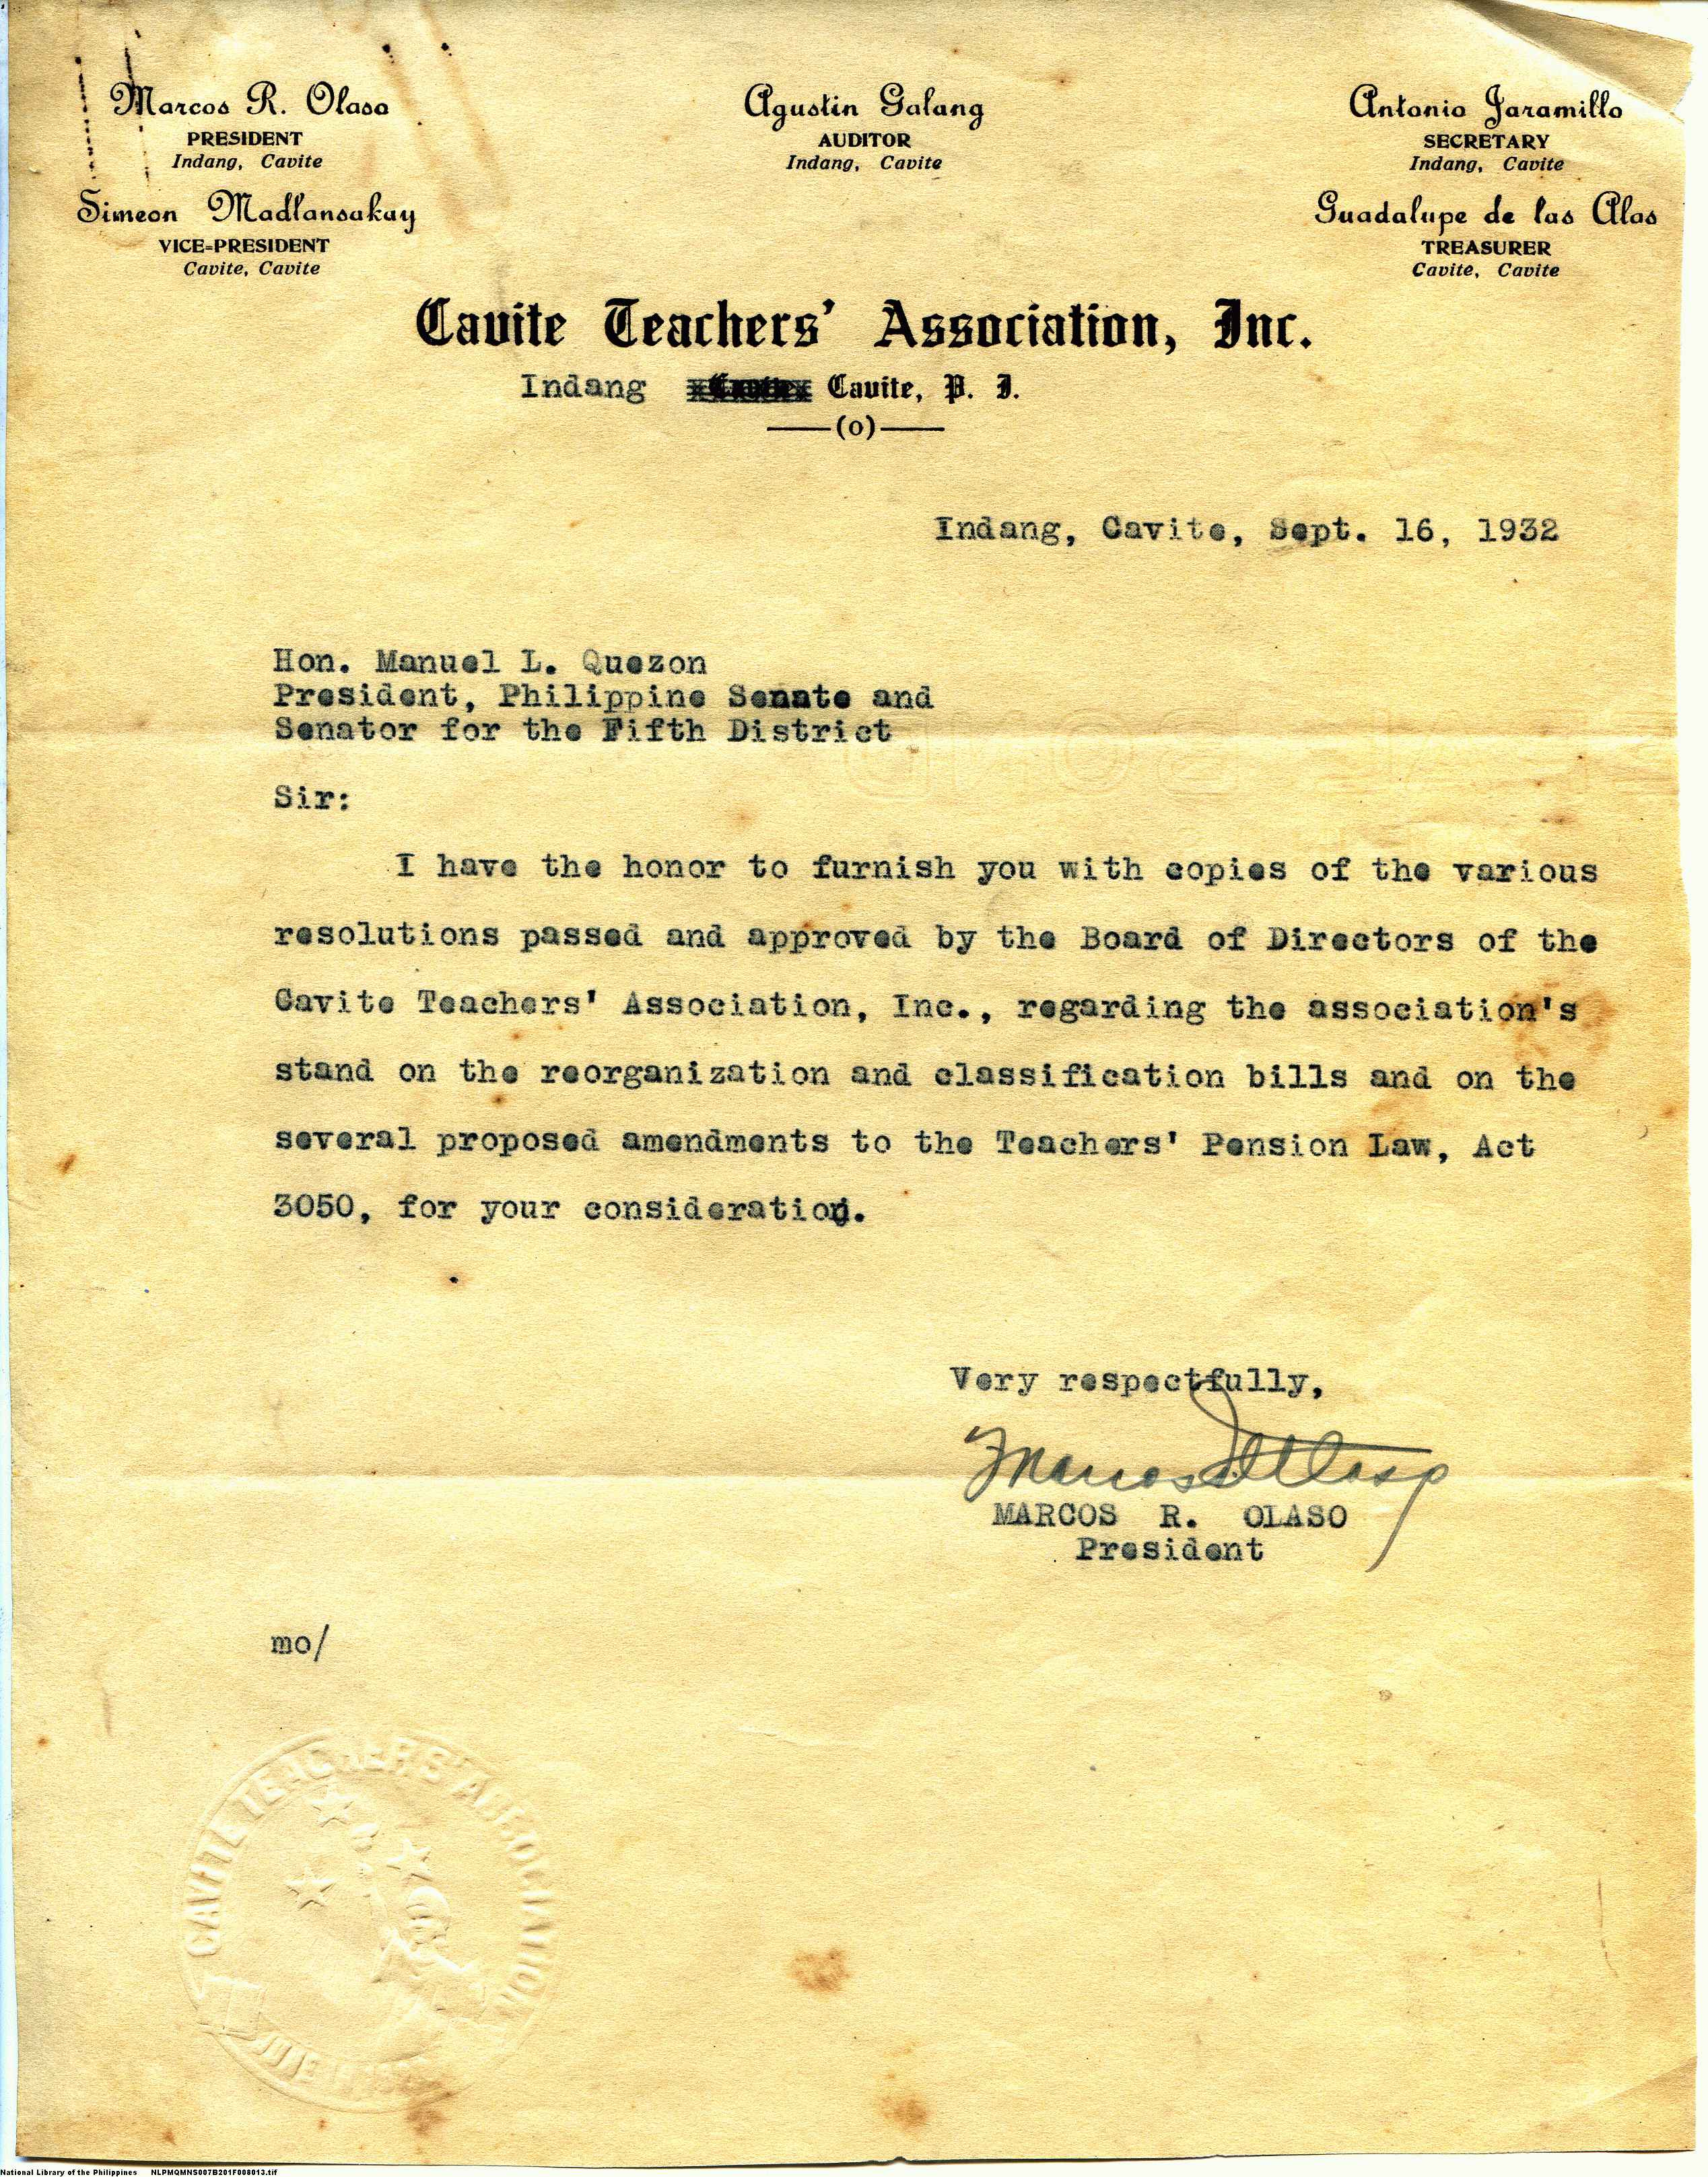 Marcos R. Olaso
PRESIDENT
Indang, Cavite
Simeon Madlansakay
VICE-PRESIDENT
Cavite, Cavite
Agustin Galang
AUDITOR
Indang, Cavite
Antonio Jaramillo
SECRETARY
Indang, Cavite
Guadalupe de las Alas
TREASURER
Cavite, Cavite
Cavite Teachers' Association, Inc.
Indang Cavite, P. I.
(o)
Indang, Cavite, Sept. 16, 1932
Hon. Manuel L. Quezon
President, Philippine Senate and
Senator for the Fifth District
Sir:
I have the honor to furnish you with copies of the various
resolutions passed and approved by the Board of Directors of the
Cavite Teachers' Association, Inc., regarding the association's
stand on the reorganization and classification bills and on the
several proposed amendments to the Teachers' Pension Law, Act
3050, for your consideration.
Very respectfully,
Marcos R Olaso
MARCOS R. OLASO
President
mo/
CAVITE TEACHERS' ASSOCIATION
National Library of the Philippines NLPMQMNS007B201F008013.tif